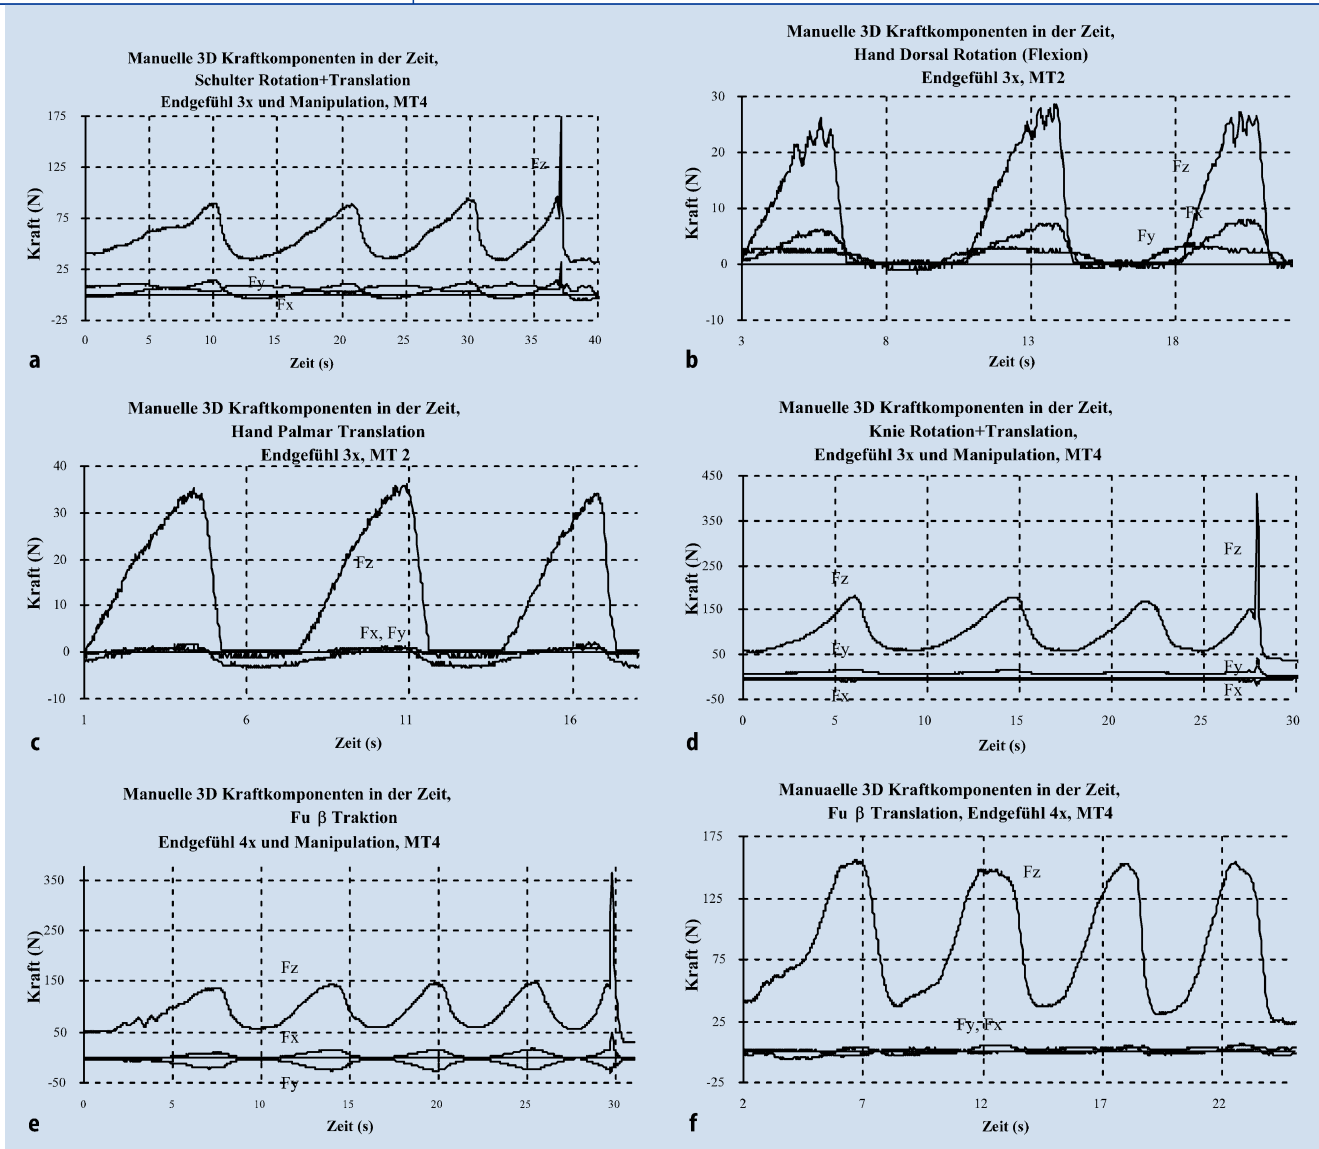 Manuelle 3D Kraftkomponenten in der Zeit,
Schulter Rotation+Translation
Endgefühl 3x und Manipulation, MT4
175
125
75
25
-25
Kraft (N)
Fz
Fy
Fx
0 5 10 15 20 25 30 35 40
Zeit (s)
a
Manuelle 3D Kraftkomponenten in der Zeit,
Hand Dorsal Rotation (Flexion)
Endgefühl 3x, MT2
30
20
10
0
-10
Kraft (N)
Fz
Fx
Fy
3 8 13 18
Zeit (s)
b
Manuelle 3D Kraftkomponenten in der Zeit,
Hand Palmar Translation
Endgefühl 3x, MT 2
40
30
20
10
0
-10
Kraft (N)
Fz
Fx, Fy
1 6 11 16
Zeit (s)
c
Manuelle 3D Kraftkomponenten in der Zeit,
Knie Rotation+Translation,
Endgefühl 3x und Manipulation, MT4
450
350
250
150
50
-50
Kraft (N)
Fz
Fz
Fy
Fy
Fx
Fx
0 5 10 15 20 25 30
Zeit (s)
d
Manuelle 3D Kraftkomponenten in der Zeit,
Fu β Traktion
Endgefühl 4x und Manipulation, MT4
350
250
150
50
-50
Kraft (N)
Fz
Fx
Fy
0 5 10 15 20 25 30
Zeit (s)
e
Manuaelle 3D Kraftkomponenten in der Zeit,
Fu β Translation, Endgefühl 4x, MT4
175
125
75
25
-25
Kraft (N)
Fz
Fy, Fx
2 7 12 17 22
Zeit (s)
f